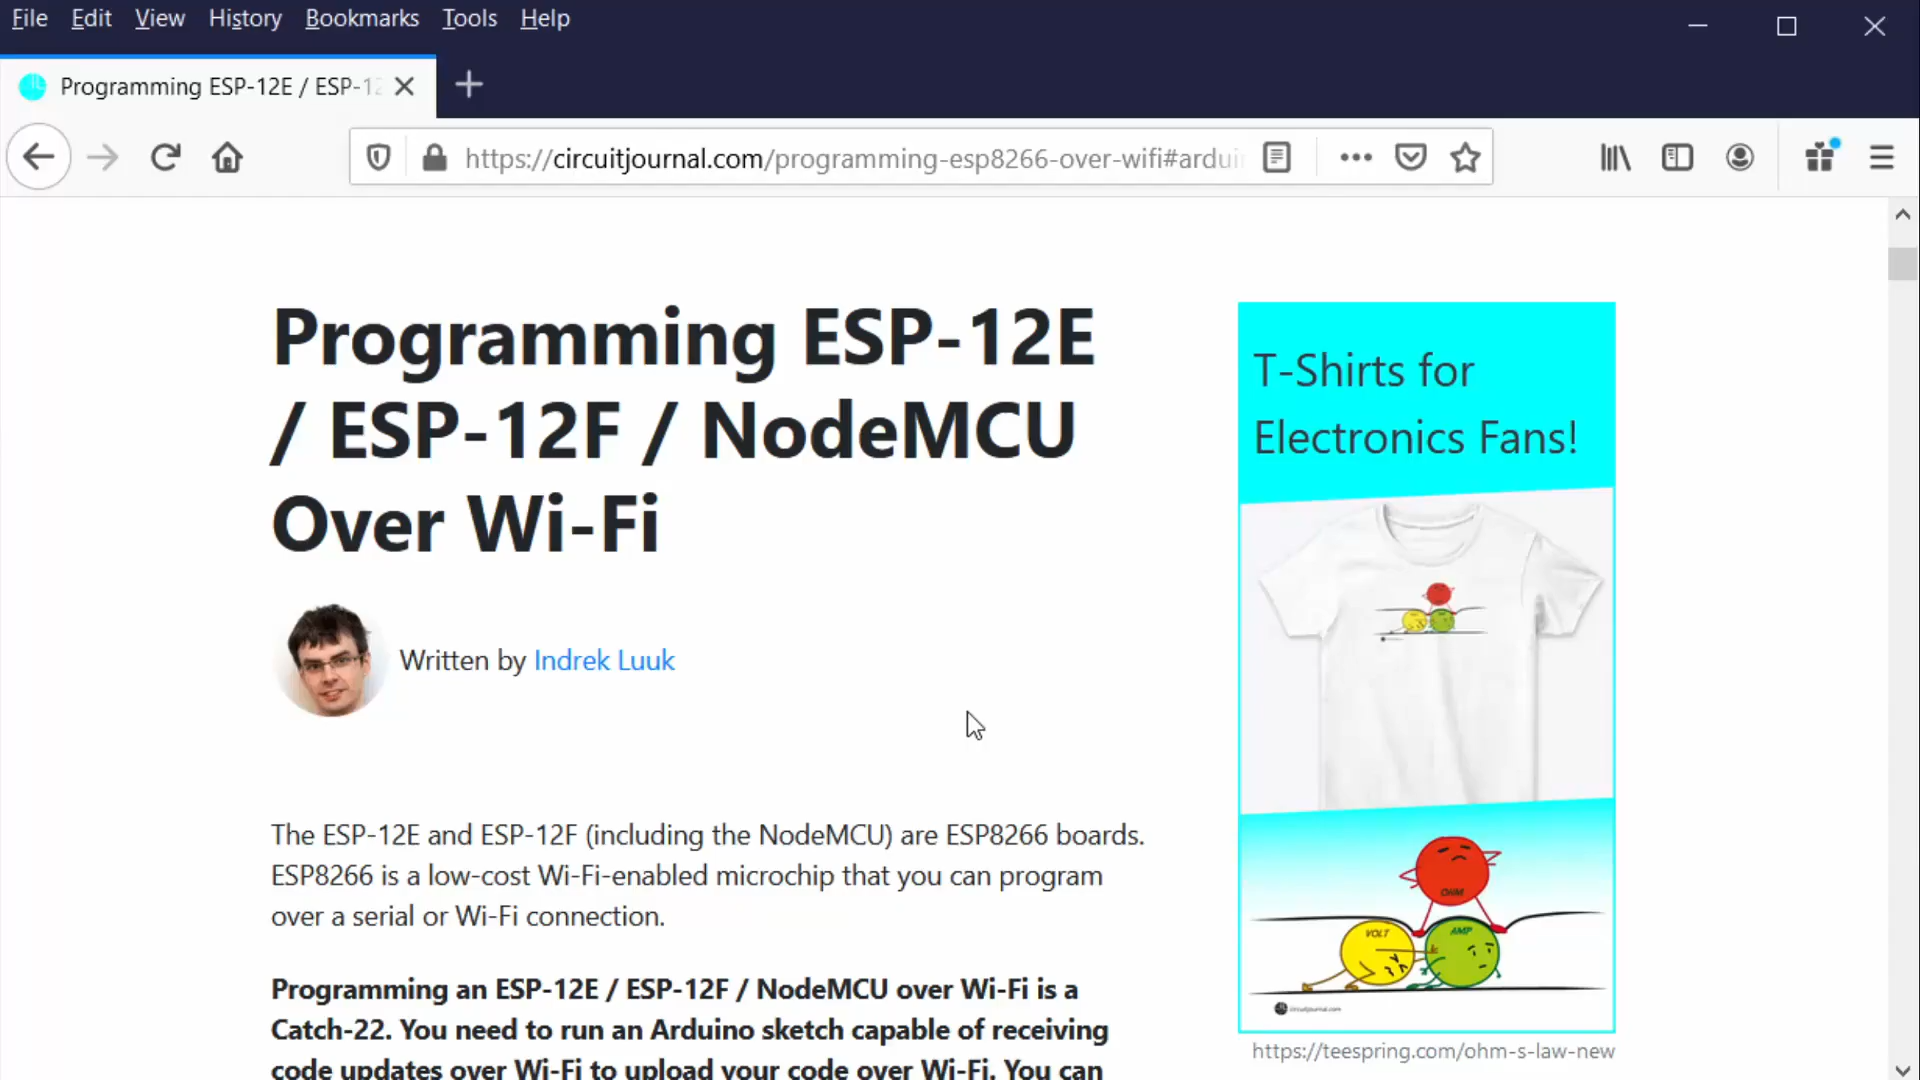 File Edit View History Bookmarks Tools Help
Programming ESP-12E / ESP-12
https://circuitjournal.com/programming-esp8266-over-wifi#ardui
Programming ESP-12E
/ ESP-12F / NodeMCU
Over Wi-Fi
Written by Indrek Luuk
The ESP-12E and ESP-12F (including the NodeMCU) are ESP8266 boards.
ESP8266 is a low-cost Wi-Fi-enabled microchip that you can program
over a serial or Wi-Fi connection.
Programming an ESP-12E / ESP-12F / NodeMCU over Wi-Fi is a
Catch-22. You need to run an Arduino sketch capable of receiving
code updates over Wi-Fi to upload your code over Wi-Fi. You can
T-Shirts for
Electronics Fans!
OHM
VOLT
AMP
circuitjournal.com
https://teespring.com/ohm-s-law-new